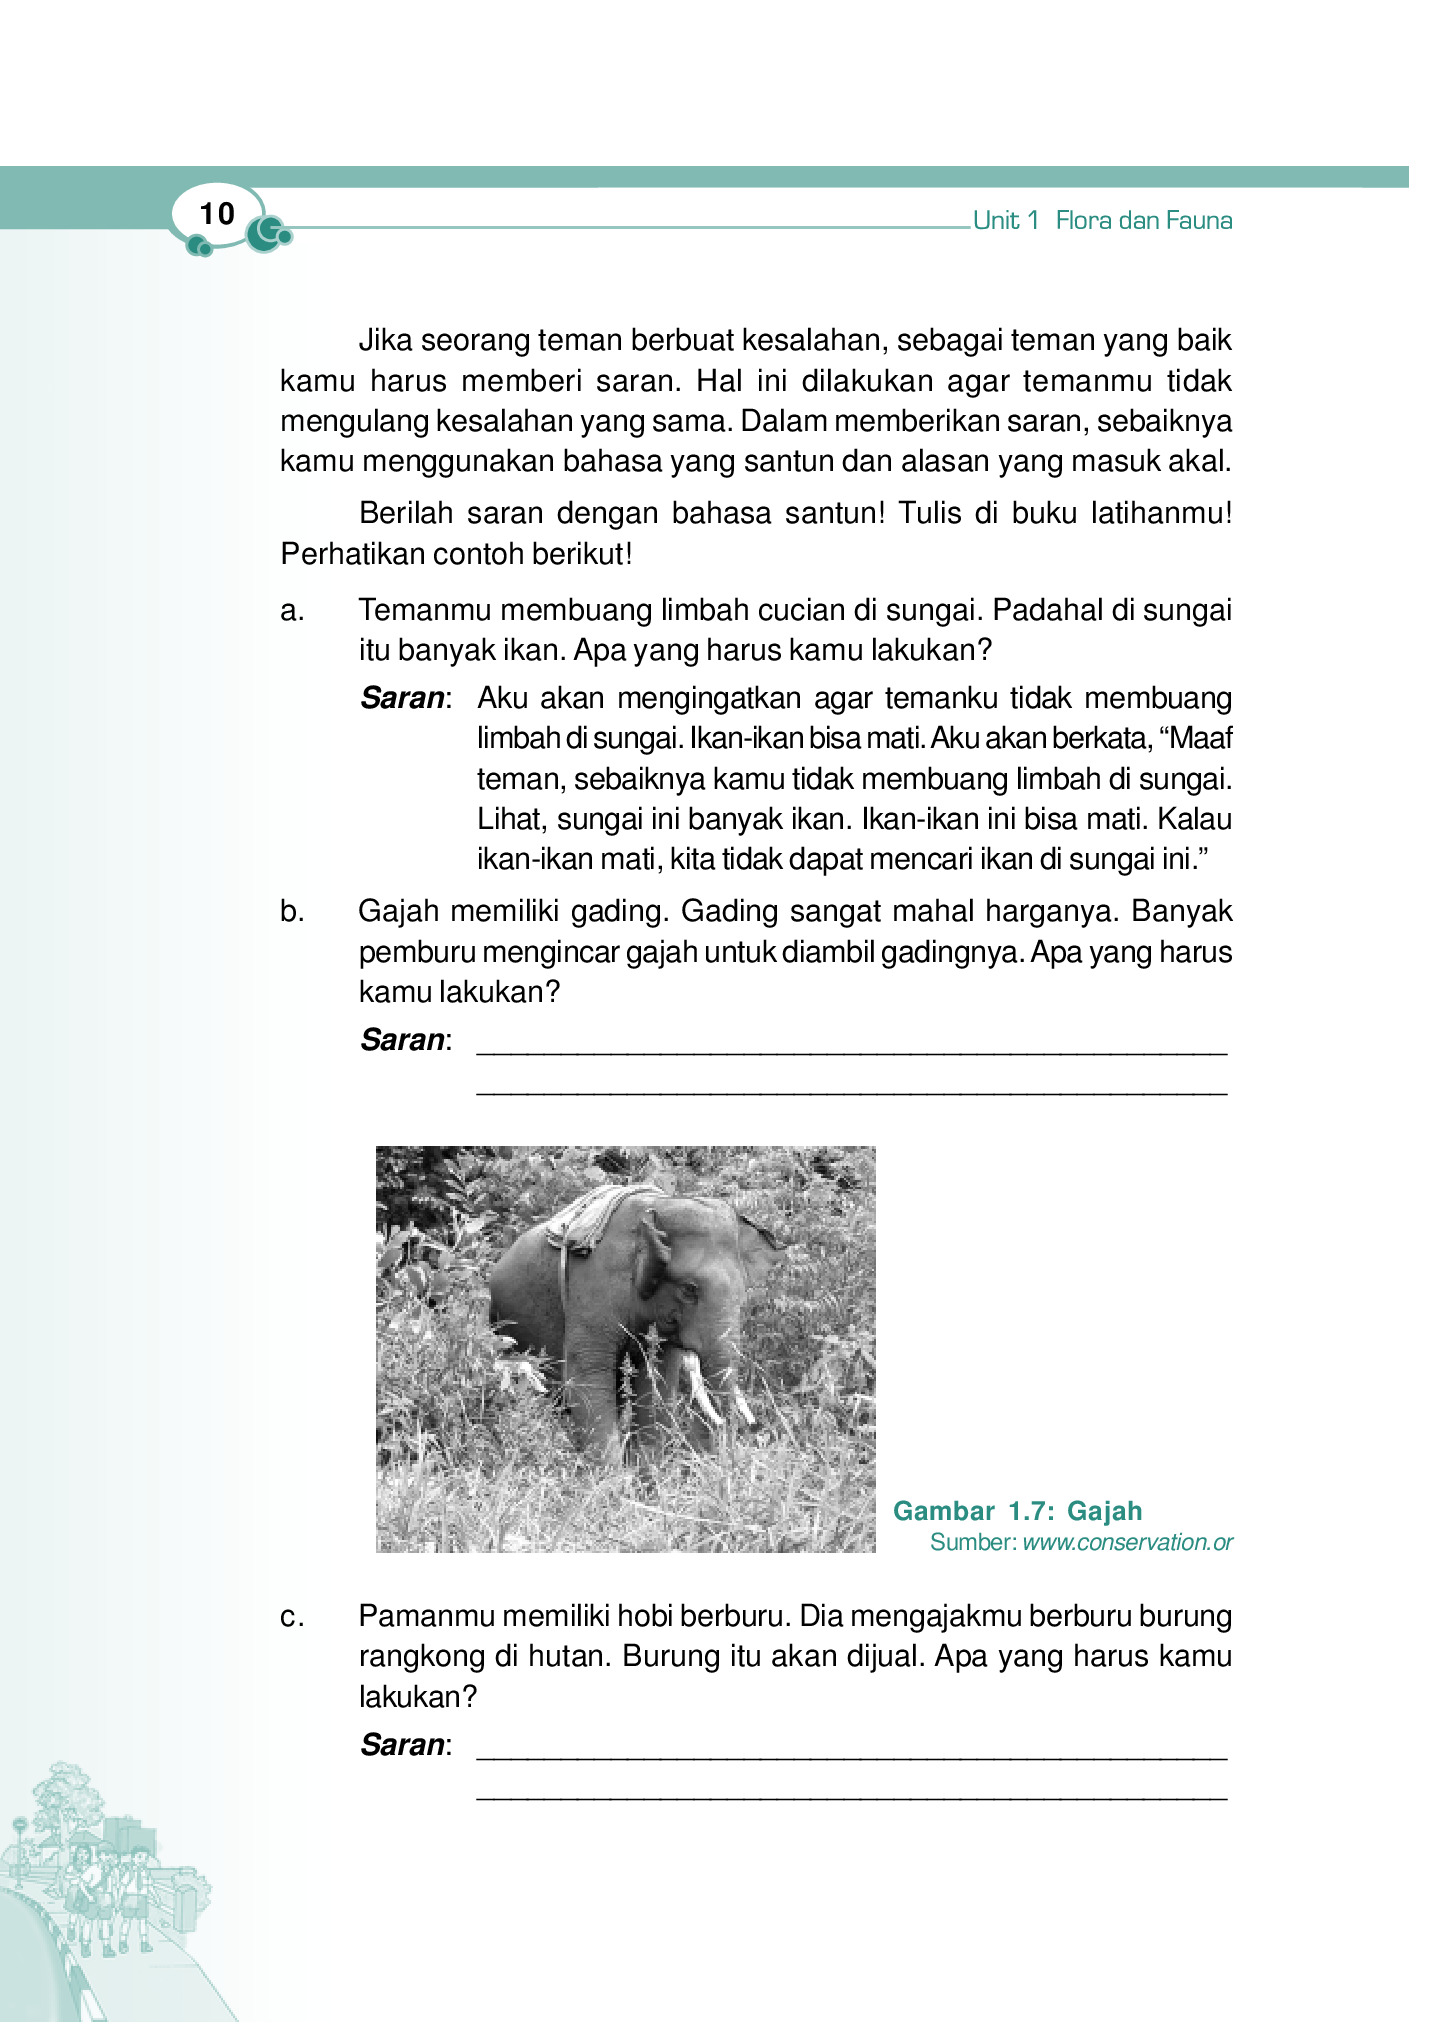 10
Unit 1 Flora dan Fauna
Jika seorang teman berbuat kesalahan, sebagai teman yang baik
kamu harus memberi saran. Hal ini dilakukan agar temanmu tidak
mengulang kesalahan yang sama. Dalam memberikan saran, sebaiknya
kamu menggunakan bahasa yang santun dan alasan yang masuk akal.
Berilah saran dengan bahasa santun! Tulis di buku latihanmu!
Perhatikan contoh berikut!
a. Temanmu membuang limbah cucian di sungai. Padahal di sungai
itu banyak ikan. Apa yang harus kamu lakukan?
Saran: Aku akan mengingatkan agar temanku tidak membuang
limbah di sungai. Ikan-ikan bisa mati. Aku akan berkata, “Maaf
teman, sebaiknya kamu tidak membuang limbah di sungai.
Lihat, sungai ini banyak ikan. Ikan-ikan ini bisa mati. Kalau
ikan-ikan mati, kita tidak dapat mencari ikan di sungai ini.”
b. Gajah memiliki gading. Gading sangat mahal harganya. Banyak
pemburu mengincar gajah untuk diambil gadingnya. Apa yang harus
kamu lakukan?
Saran:
Gambar 1.7: Gajah
Sumber: www.conservation.or
c. Pamanmu memiliki hobi berburu. Dia mengajakmu berburu burung
rangkong di hutan. Burung itu akan dijual. Apa yang harus kamu
lakukan?
Saran: